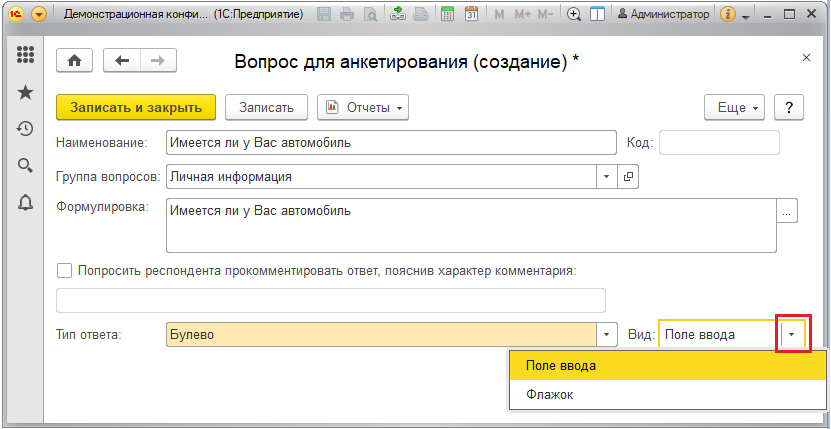 Демонстрационная конфи... (1С:Предприятие) M M+ M- Администратор
Вопрос для анкетирования (создание) *
Записать и закрыть Записать Отчеты Еще ?
Наименование: Имеется ли у Вас автомобиль Код:
Группа вопросов: Личная информация
Формулировка: Имеется ли у Вас автомобиль ...
Попросить респондента прокомментировать ответ, пояснив характер комментария:
Тип ответа: Булево Вид: Поле ввода
Поле ввода
Флажок